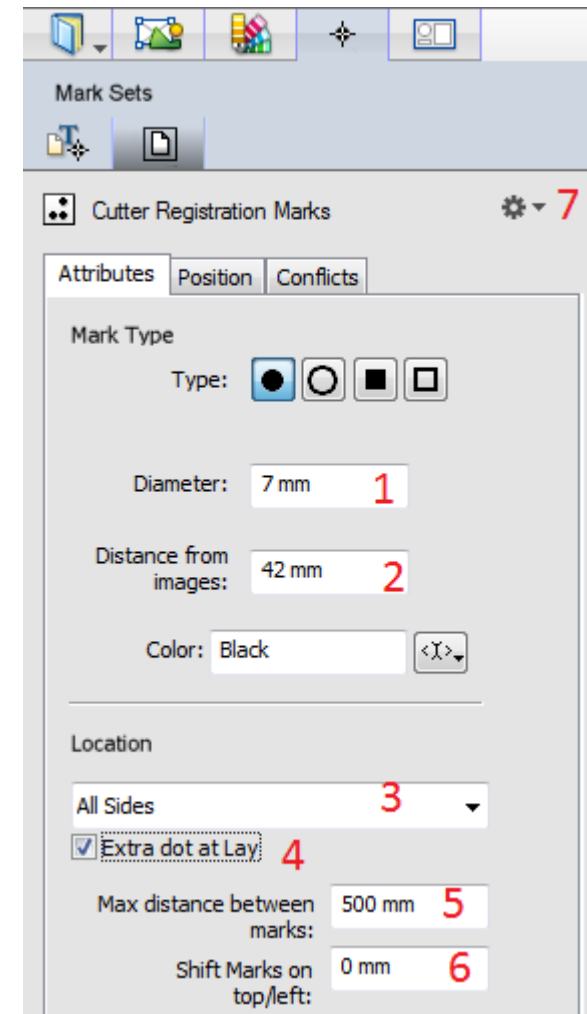 Mark Sets
Cutter Registration Marks 7
Attributes Position Conflicts
Mark Type
Type:
Diameter: 7 mm 1
Distance from
images: 42 mm 2
Color: Black <I>
Location
All Sides 3
Extra dot at Lay 4
Max distance between
marks: 500 mm 5
Shift Marks on
top/left: 0 mm 6